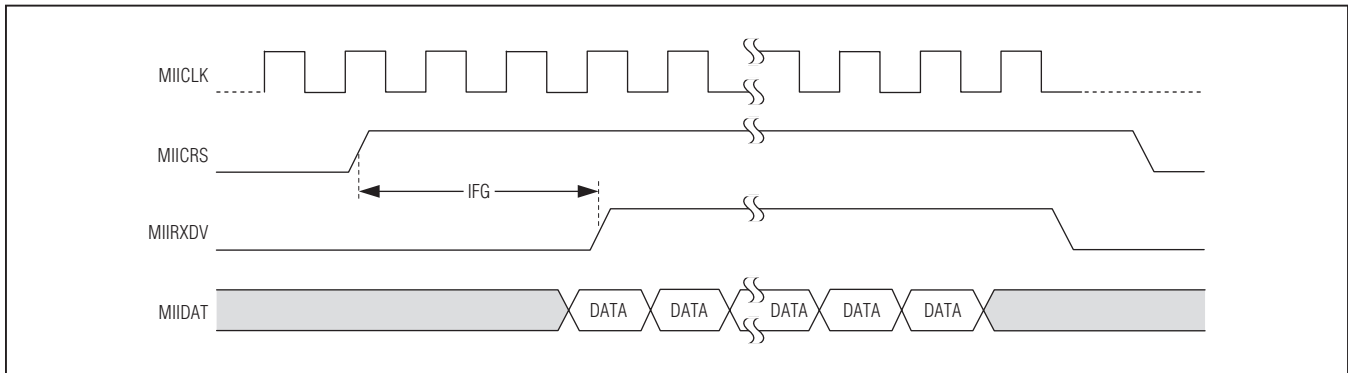 MIICLK
MIICRS
IFG
MIIRXDV
MIIDAT
DATA DATA DATA DATA DATA